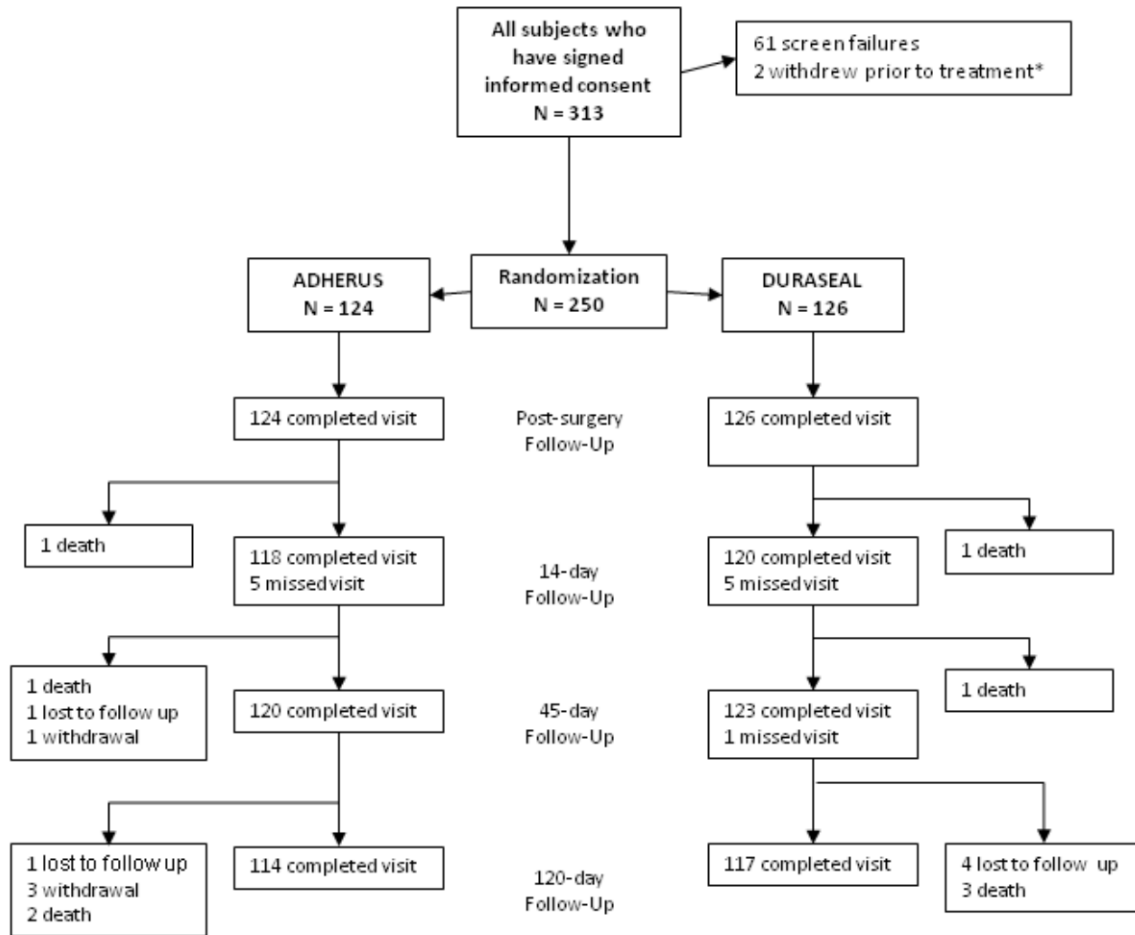 All subjects who
have signed
informed consent
N = 313
61 screen failures
2 withdrew prior to treatment*
ADHERUS
N = 124
Randomization
N = 250
DURASEAL
N = 126
124 completed visit
Post-surgery
Follow-Up
126 completed visit
1 death
118 completed visit
5 missed visit
14-day
Follow-Up
120 completed visit
5 missed visit
1 death
1 death
1 lost to follow up
1 withdrawal
120 completed visit
45-day
Follow-Up
123 completed visit
1 missed visit
1 death
1 lost to follow up
3 withdrawal
2 death
114 completed visit
120-day
Follow-Up
117 completed visit
4 lost to follow up
3 death